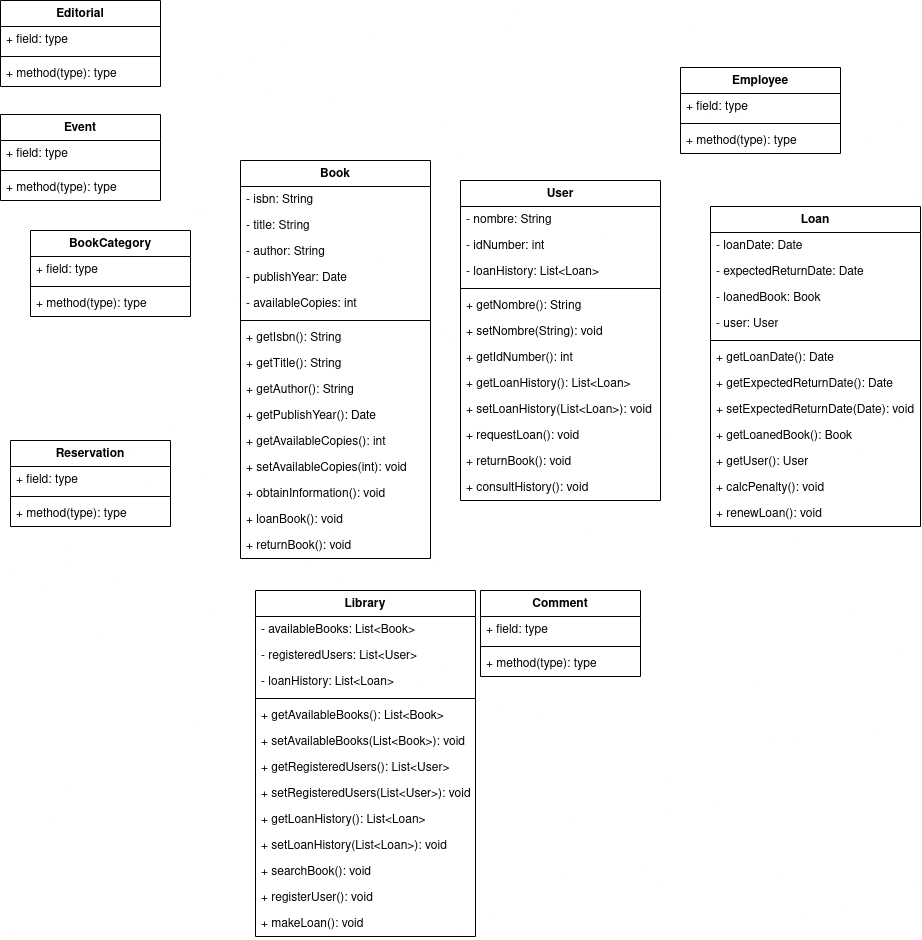 Editorial
+ field: type
+ method(type): type
Event
+ field: type
+ method(type): type
BookCategory
+ field: type
+ method(type): type
Reservation
+ field: type
+ method(type): type
Book
- isbn: String
- title: String
- author: String
- publishYear: Date
- availableCopies: int
+ getIsbn(): String
+ getTitle(): String
+ getAuthor(): String
+ getPublishYear(): Date
+ getAvailableCopies(): int
+ setAvailableCopies(int): void
+ obtainInformation(): void
+ loanBook(): void
+ returnBook(): void
User
- nombre: String
- idNumber: int
- loanHistory: List<Loan>
+ getNombre(): String
+ setNombre(String): void
+ getIdNumber(): int
+ getLoanHistory(): List<Loan>
+ setLoanHistory(List<Loan>): void
+ requestLoan(): void
+ returnBook(): void
+ consultHistory(): void
Employee
+ field: type
+ method(type): type
Loan
- loanDate: Date
- expectedReturnDate: Date
- loanedBook: Book
- user: User
+ getLoanDate(): Date
+ getExpectedReturnDate(): Date
+ setExpectedReturnDate(Date): void
+ getLoanedBook(): Book
+ getUser(): User
+ calcPenalty(): void
+ renewLoan(): void
Library
- availableBooks: List<Book>
- registeredUsers: List<User>
- loanHistory: List<Loan>
+ getAvailableBooks(): List<Book>
+ setAvailableBooks(List<Book>): void
+ getRegisteredUsers(): List<User>
+ setRegisteredUsers(List<User>): void
+ getLoanHistory(): List<Loan>
+ setLoanHistory(List<Loan>): void
+ searchBook(): void
+ registerUser(): void
+ makeLoan(): void
Comment
+ field: type
+ method(type): type